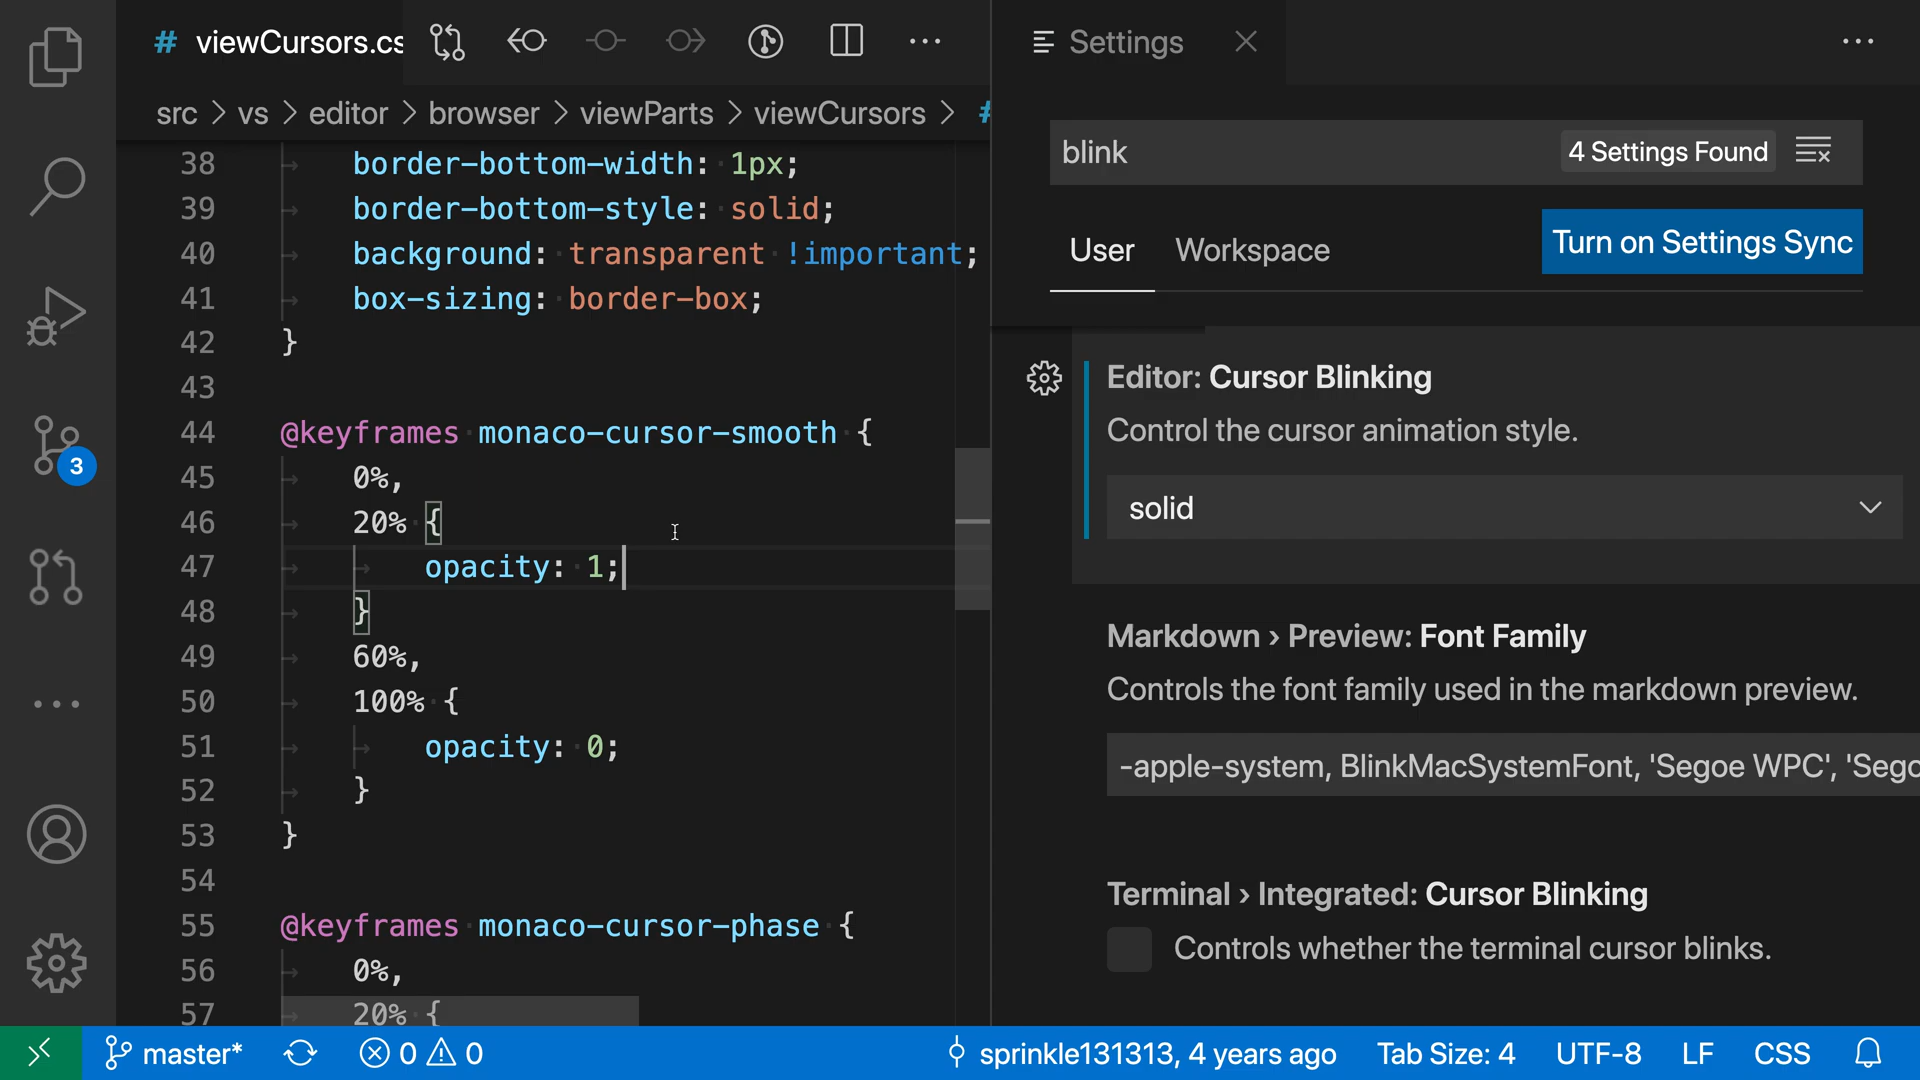 # viewCursors.cs
src > vs > editor > browser > viewParts > viewCursors > #
38 border-bottom-width: 1px;
39 border-bottom-style: solid;
40 background: transparent !important;
41 box-sizing: border-box;
42 }
43
44 @keyframes monaco-cursor-smooth {
45 0%,
46 20% {
47 opacity: 1;
48 }
49 60%,
50 100% {
51 opacity: 0;
52 }
53 }
54
55 @keyframes monaco-cursor-phase {
56 0%,
57 20% {
3
Settings
blink
4 Settings Found
User Workspace
Turn on Settings Sync
Editor: Cursor Blinking
Control the cursor animation style.
solid
Markdown › Preview: Font Family
Controls the font family used in the markdown preview.
-apple-system, BlinkMacSystemFont, 'Segoe WPC', 'Sego
Terminal › Integrated: Cursor Blinking
Controls whether the terminal cursor blinks.
master* 0 0 sprinkle131313, 4 years ago Tab Size: 4 UTF-8 LF CSS